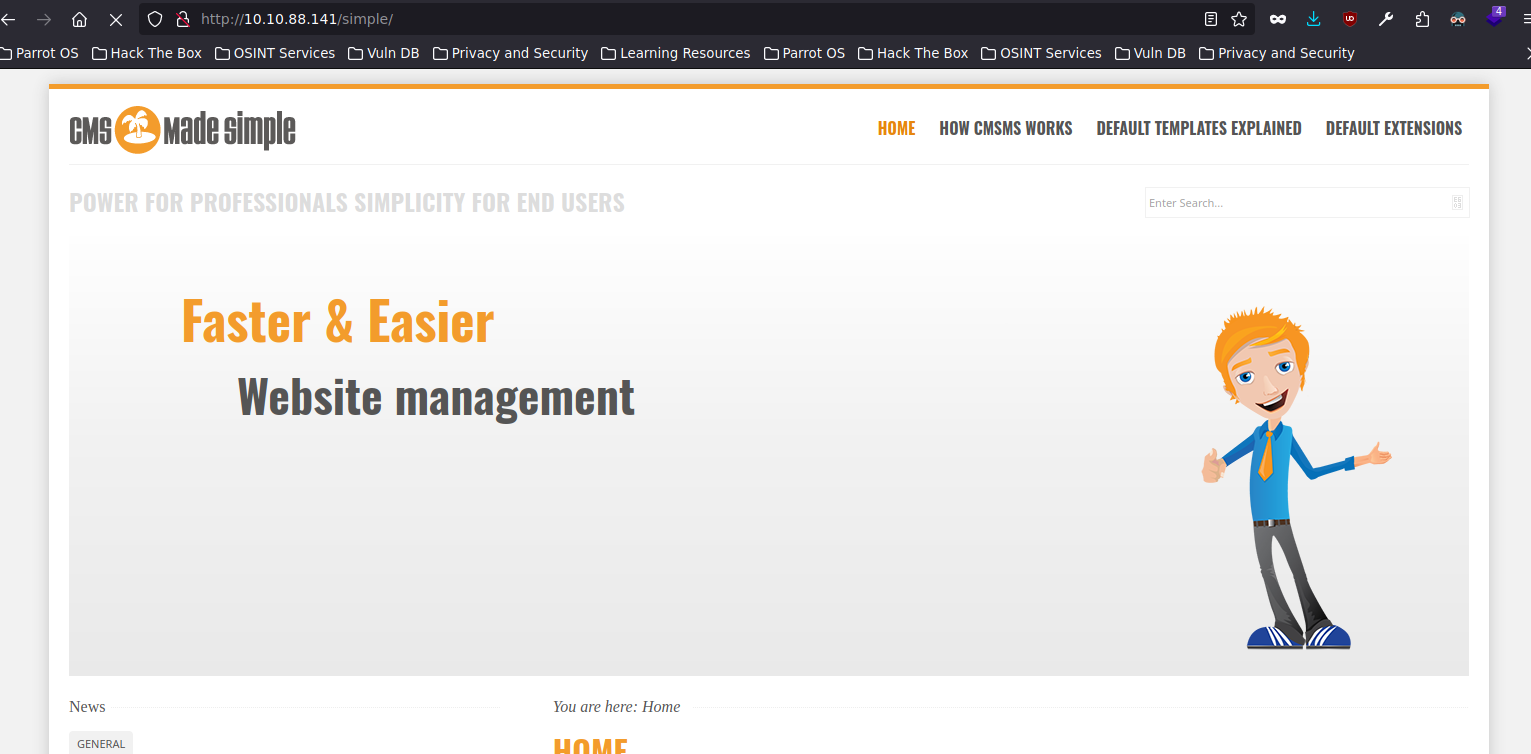 http://10.10.88.141/simple/
4
Parrot OS Hack The Box OSINT Services Vuln DB Privacy and Security Learning Resources Parrot OS Hack The Box OSINT Services Vuln DB Privacy and Security
CMS made simple
HOME HOW CMSMS WORKS DEFAULT TEMPLATES EXPLAINED DEFAULT EXTENSIONS
POWER FOR PROFESSIONALS SIMPLICITY FOR END USERS
Enter Search...
Faster & Easier
Website management
News
You are here: Home
GENERAL
HOME